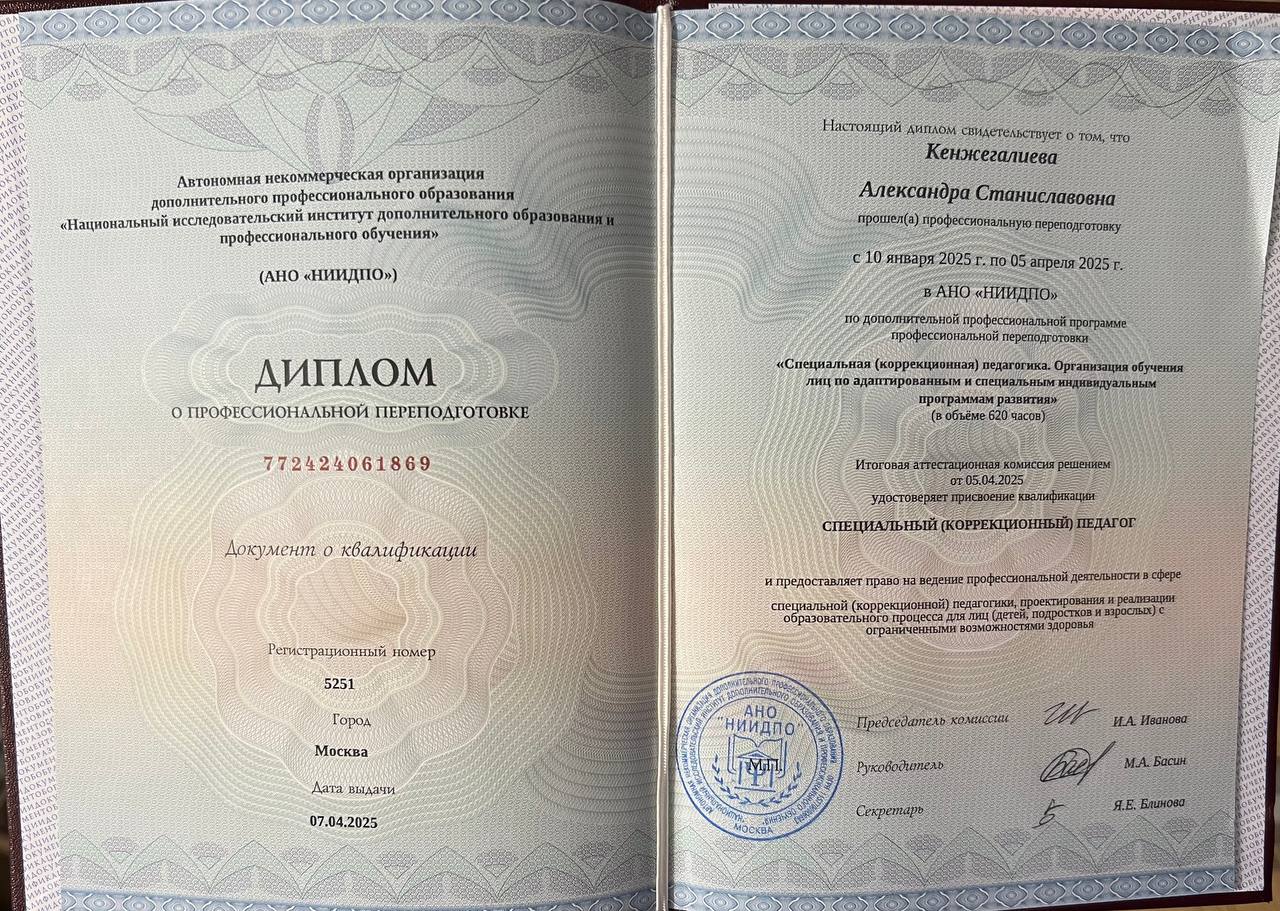 Автономная некоммерческая организация
дополнительного профессионального образования
«Национальный исследовательский институт дополнительного образования и
профессионального обучения»
(АНО «НИИДПО»)
ДИПЛОМ
О ПРОФЕССИОНАЛЬНОЙ ПЕРЕПОДГОТОВКЕ
772424061869
Документ о квалификации
Регистрационный номер
5251
Город
Москва
Дата выдачи
07.04.2025
Настоящий диплом свидетельствует о том, что
Кенжегалиева
Александра Станиславовна
прошел(а) профессиональную переподготовку
с 10 января 2025 г. по 05 апреля 2025 г.
в АНО «НИИДПО»
по дополнительной профессиональной программе
профессиональной переподготовки
«Специальная (коррекционная) педагогика. Организация обучения
лиц по адаптированным и специальным индивидуальным
программам развития»
(в объёме 620 часов)
Итоговая аттестационная комиссия решением
от 05.04.2025
удостоверяет присвоение квалификации
СПЕЦИАЛЬНЫЙ (КОРРЕКЦИОННЫЙ) ПЕДАГОГ
и предоставляет право на ведение профессиональной деятельности в сфере
специальной (коррекционной) педагогики, проектирования и реализации
образовательного процесса для лиц (детей, подростков и взрослых) с
ограниченными возможностями здоровья
АНО
"НИИДПО"
М.П.
МОСКВА
Председатель комиссии И.А. Иванова
Руководитель М.А. Басин
Секретарь Я.Е. Блинова